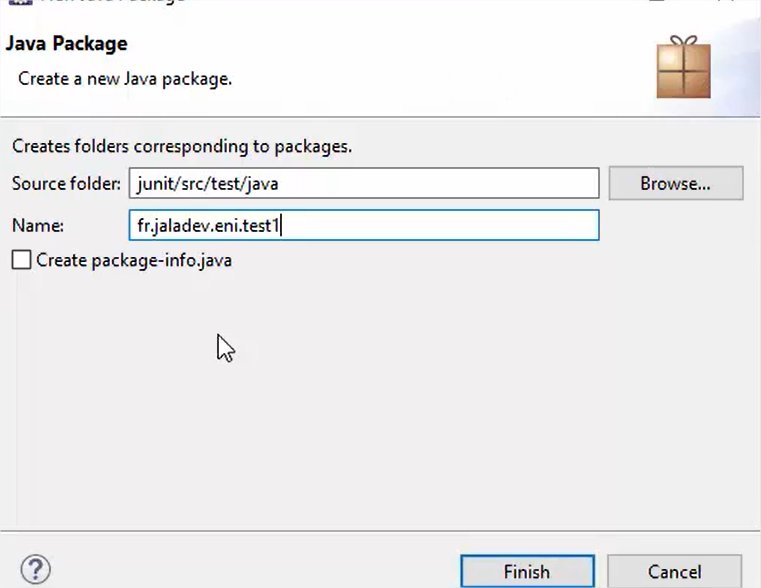 Java Package
Create a new Java package.
Creates folders corresponding to packages.
Source folder: junit/src/test/java Browse...
Name: fr.jaladev.eni.test1
Create package-info.java
? Finish Cancel